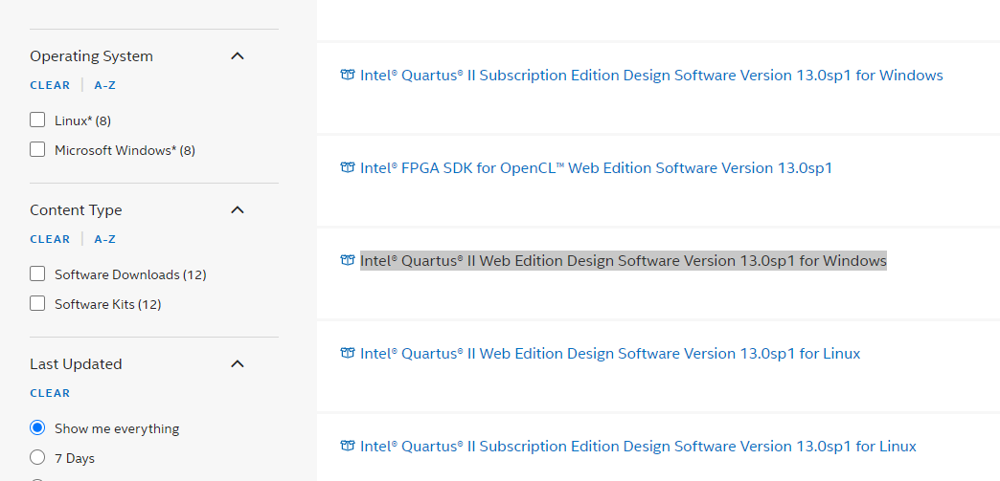 Operating System
CLEAR | A-Z
Linux* (8)
Microsoft Windows* (8)
Content Type
CLEAR | A-Z
Software Downloads (12)
Software Kits (12)
Last Updated
CLEAR
Show me everything
7 Days
Intel® Quartus® II Subscription Edition Design Software Version 13.0sp1 for Windows
Intel® FPGA SDK for OpenCL™ Web Edition Software Version 13.0sp1
Intel® Quartus® II Web Edition Design Software Version 13.0sp1 for Windows
Intel® Quartus® II Web Edition Design Software Version 13.0sp1 for Linux
Intel® Quartus® II Subscription Edition Design Software Version 13.0sp1 for Linux